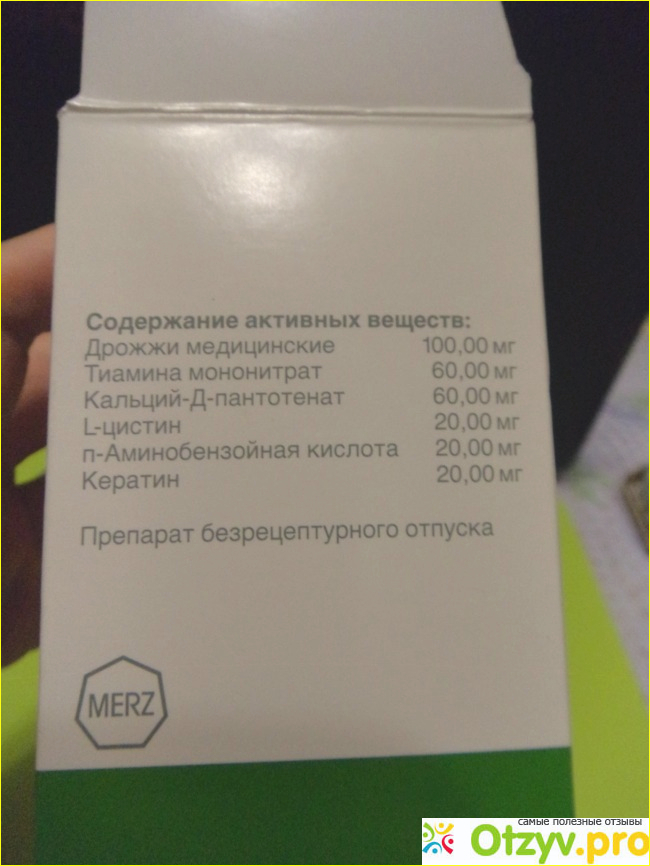 Содержание активных веществ:
Дрожжи медицинские 100,00 мг
Тиамина мононитрат 60,00 мг
Кальций-Д-пантотенат 60,00 мг
L-цистин 20,00 мг
п-Аминобензойная кислота 20,00 мг
Кератин 20,00 мг
Препарат безрецептурного отпуска
MERZ
самые полезные отзывы
Otzyv.pro